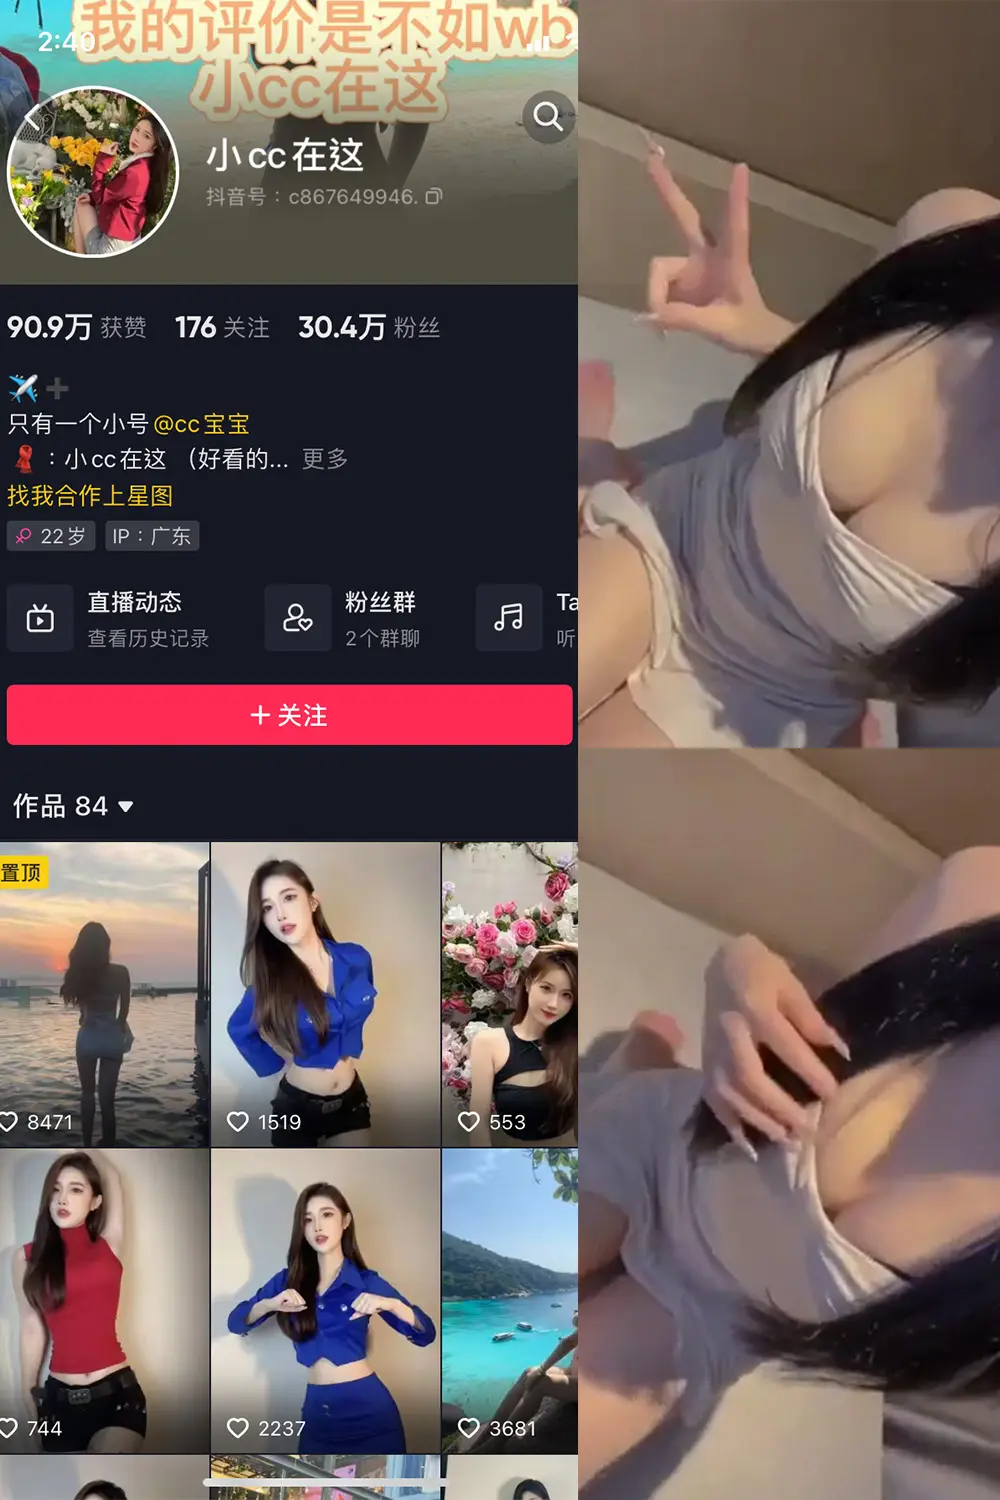 我的评价是不如wb
2:40
小cc在这
小cc在这
抖音号：c867649946.
90.9万 获赞 176 关注 30.4万 粉丝
只有一个小号 @cc宝宝
：小cc在这 （好看的... 更多
找我合作上星图
22岁 IP：广东
直播动态 粉丝群 Ta
查看历史记录 2个群聊 听
+ 关注
作品 84
置顶
8471 1519 553
744 2237 3681